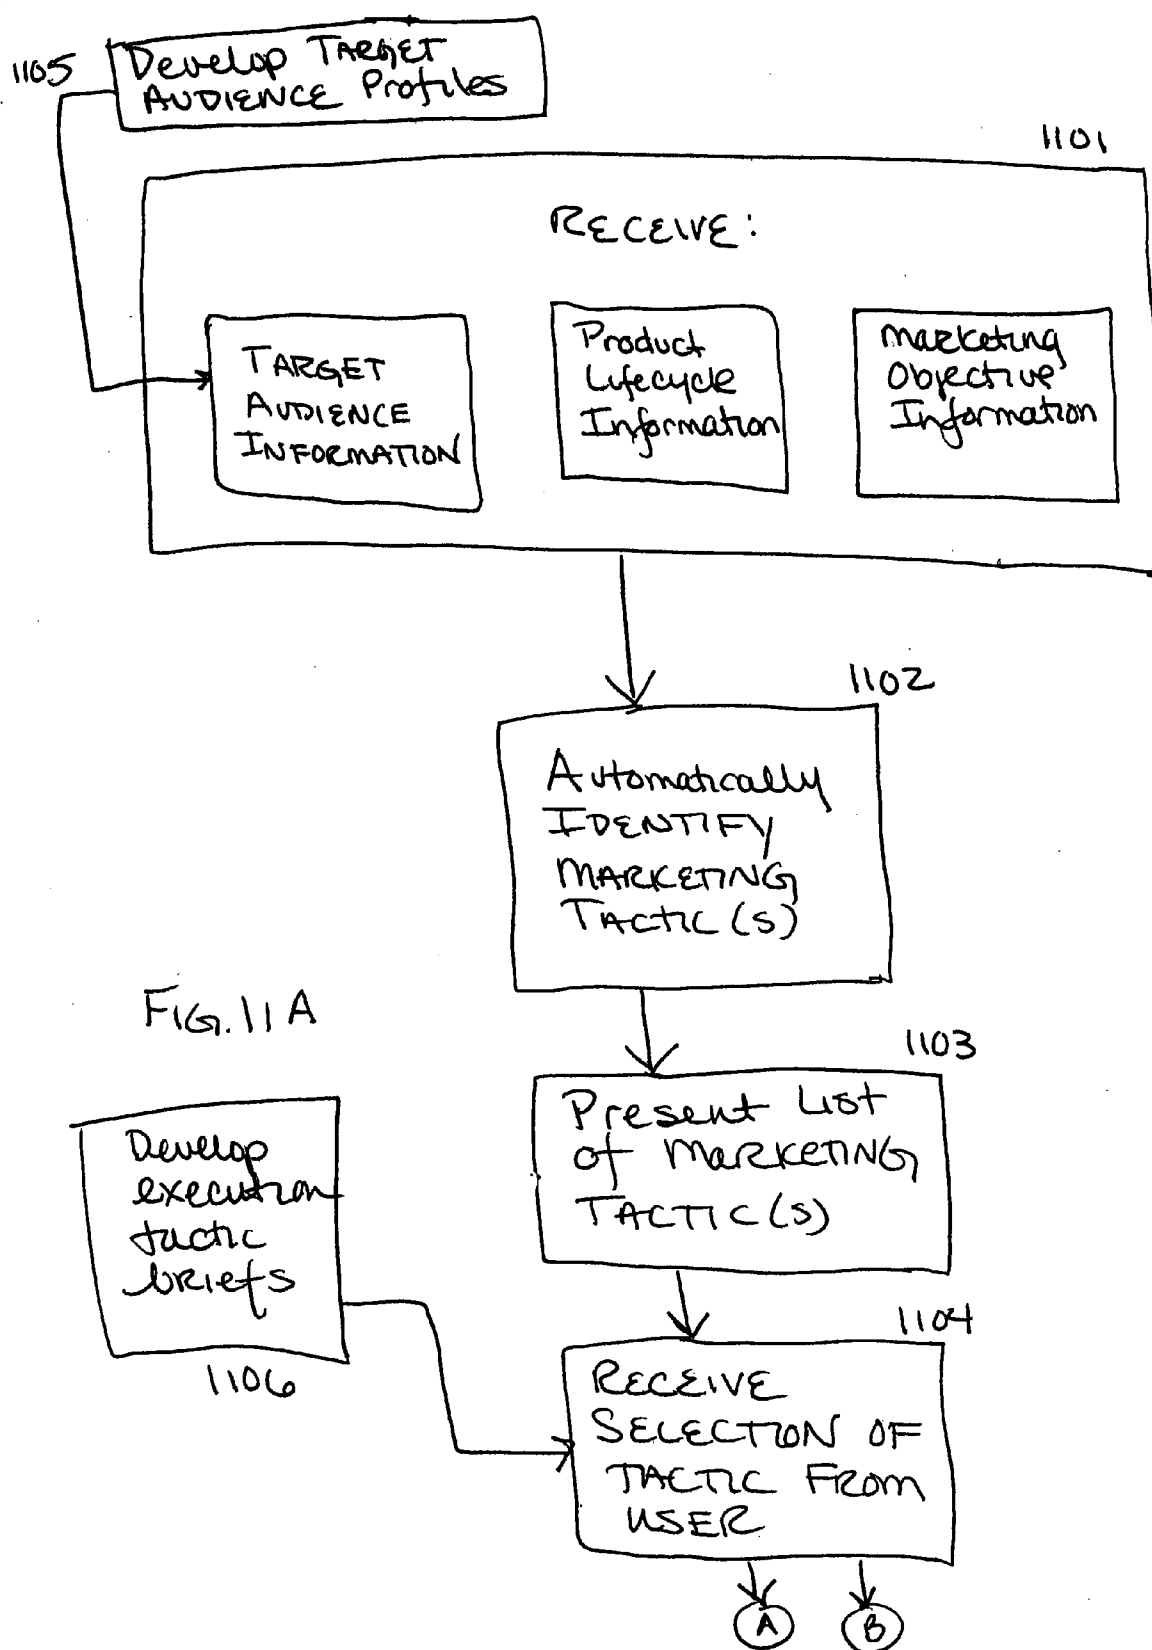 1105
Develop TARGET
AUDIENCE Profiles
1101
RECEIVE:
TARGET
AUDIENCE
INFORMATION
Product
Lifecycle
Information
Marketing
Objective
Information
1102
Automatically
IDENTIFY
MARKETING
TACTIC(S)
FIG. 11A
1103
Present List
of MARKETING
TACTIC(S)
Develop
execution
tactic
briefs
1106
1104
RECEIVE
SELECTION OF
TACTIC FROM
USER
A
B